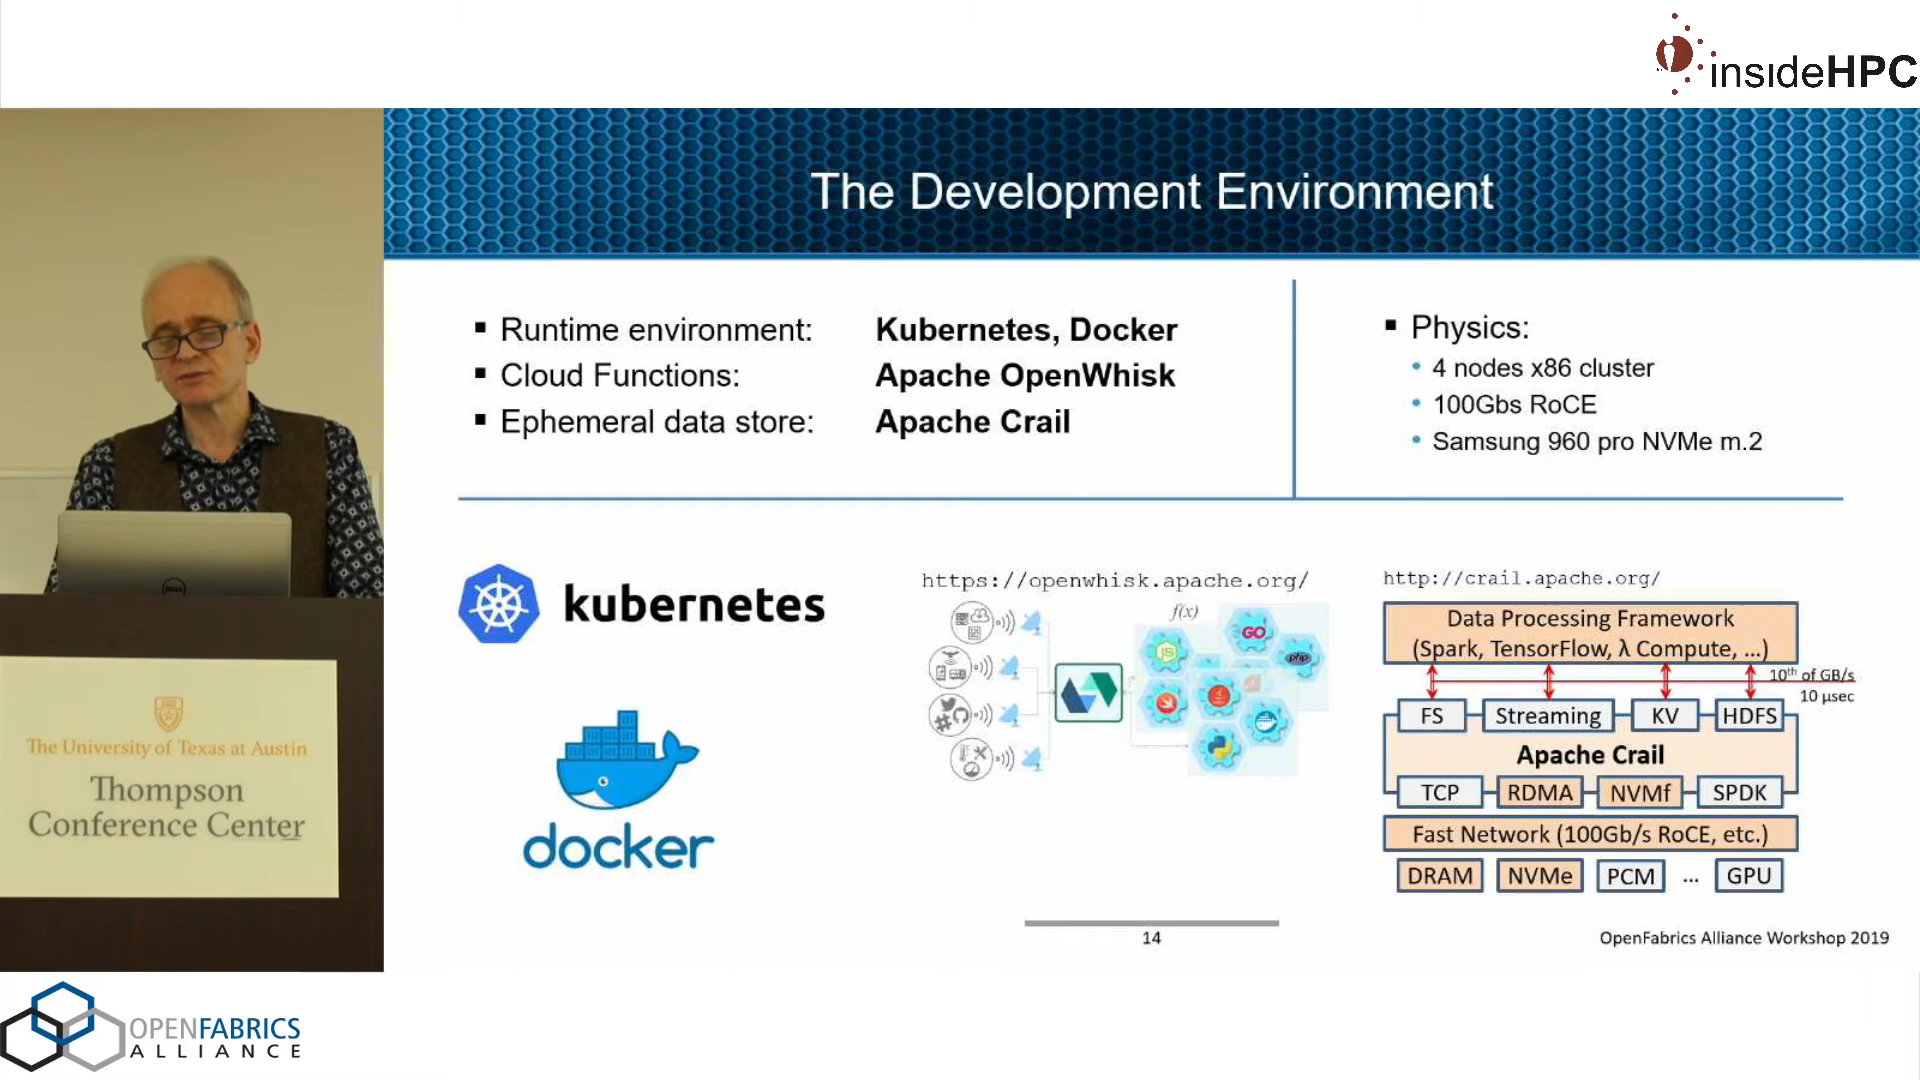 insideHPC
The Development Environment
▪ Runtime environment: Kubernetes, Docker
▪ Cloud Functions: Apache OpenWhisk
▪ Ephemeral data store: Apache Crail
▪ Physics:
• 4 nodes x86 cluster
• 100Gbs RoCE
• Samsung 960 pro NVMe m.2
kubernetes
docker
https://openwhisk.apache.org/
f(x)
JS
GO
php
http://crail.apache.org/
Data Processing Framework
(Spark, TensorFlow, λ Compute, ...)
10th of GB/s
10 µsec
FS Streaming KV HDFS
Apache Crail
TCP RDMA NVMf SPDK
Fast Network (100Gb/s RoCE, etc.)
DRAM NVMe PCM ... GPU
14
OpenFabrics Alliance Workshop 2019
DELL
The University of Texas at Austin
Thompson
Conference Center
OPENFABRICS
ALLIANCE